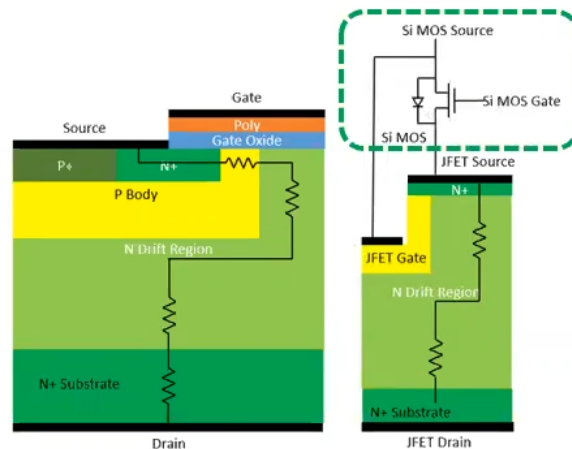 Gate
Source
Poly
Gate Oxide
P+
N+
P Body
N Drift Region
N+ Substrate
Drain
Si MOS Source
Si MOS Gate
Si MOS
JFET Source
N+
JFET Gate
N Drift Region
N+ Substrate
JFET Drain